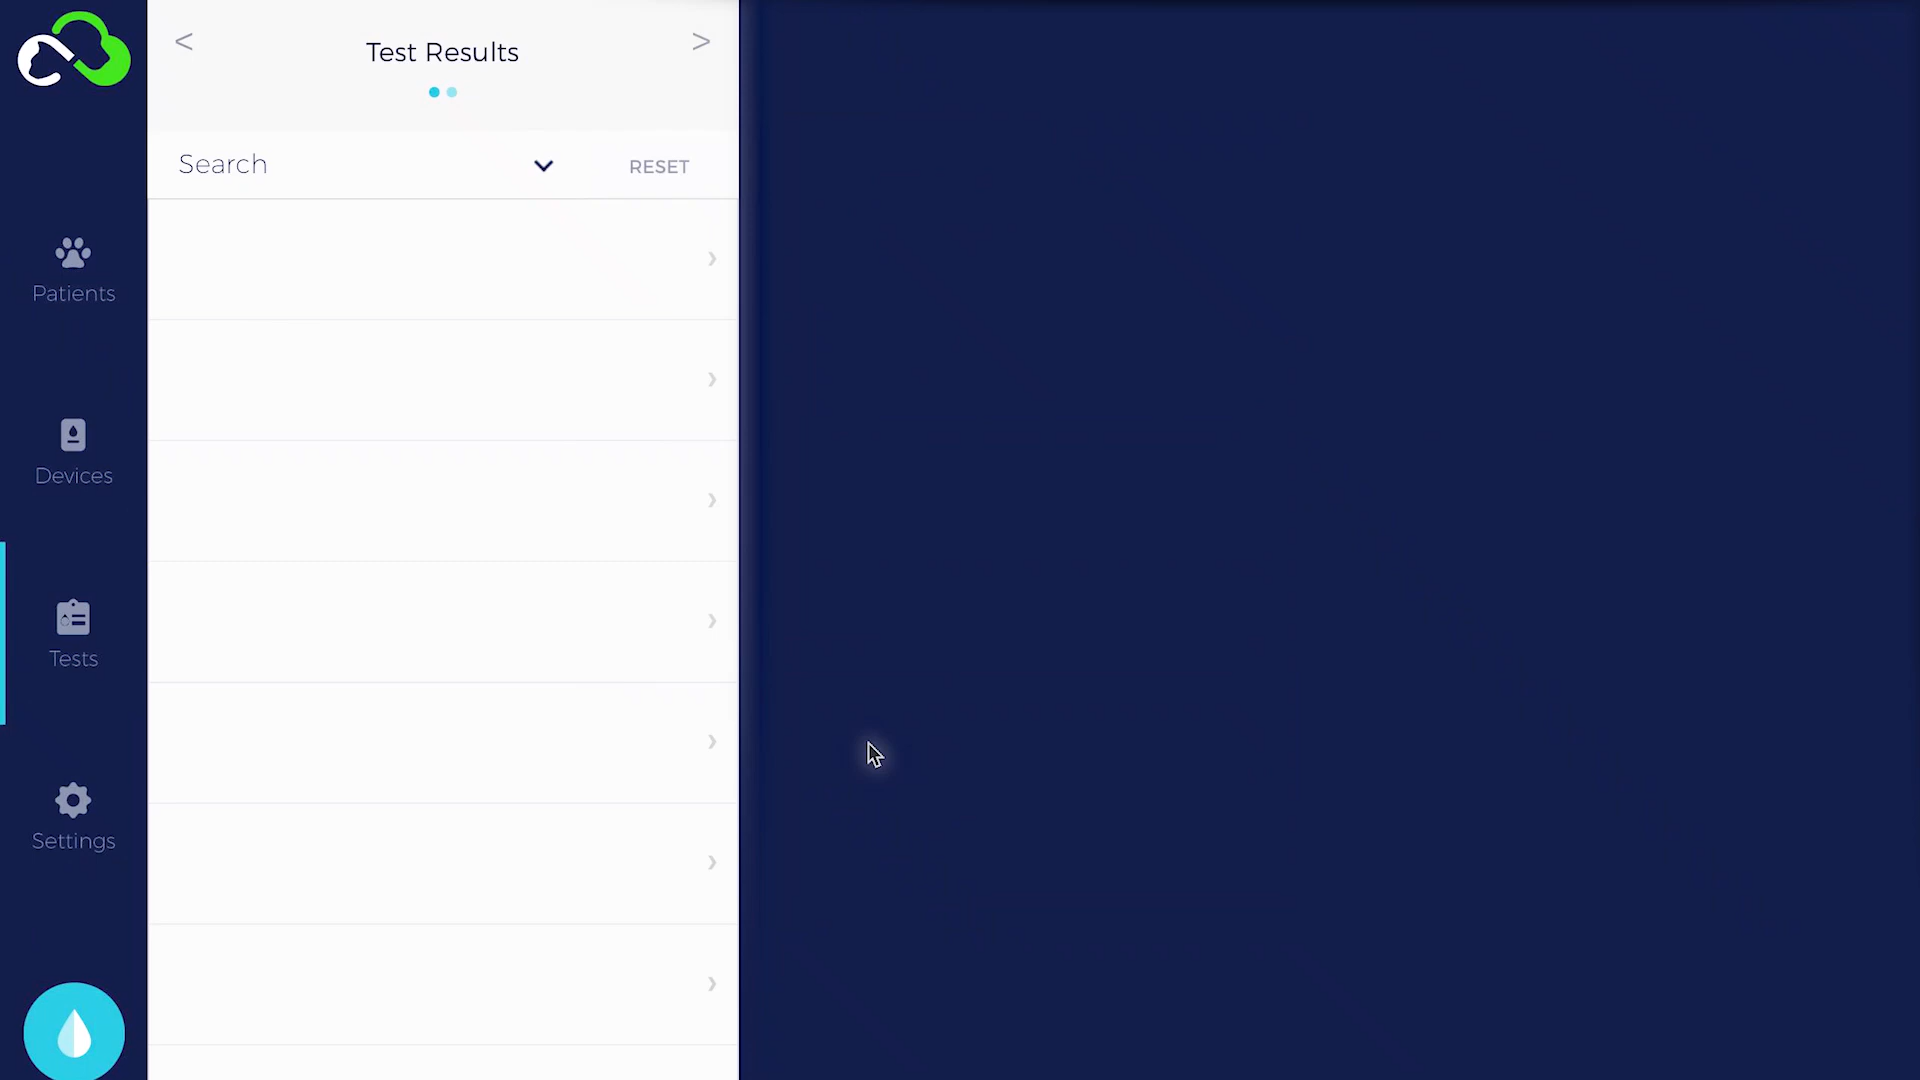 Test Results
Search
RESET
Patients
Devices
Tests
Settings